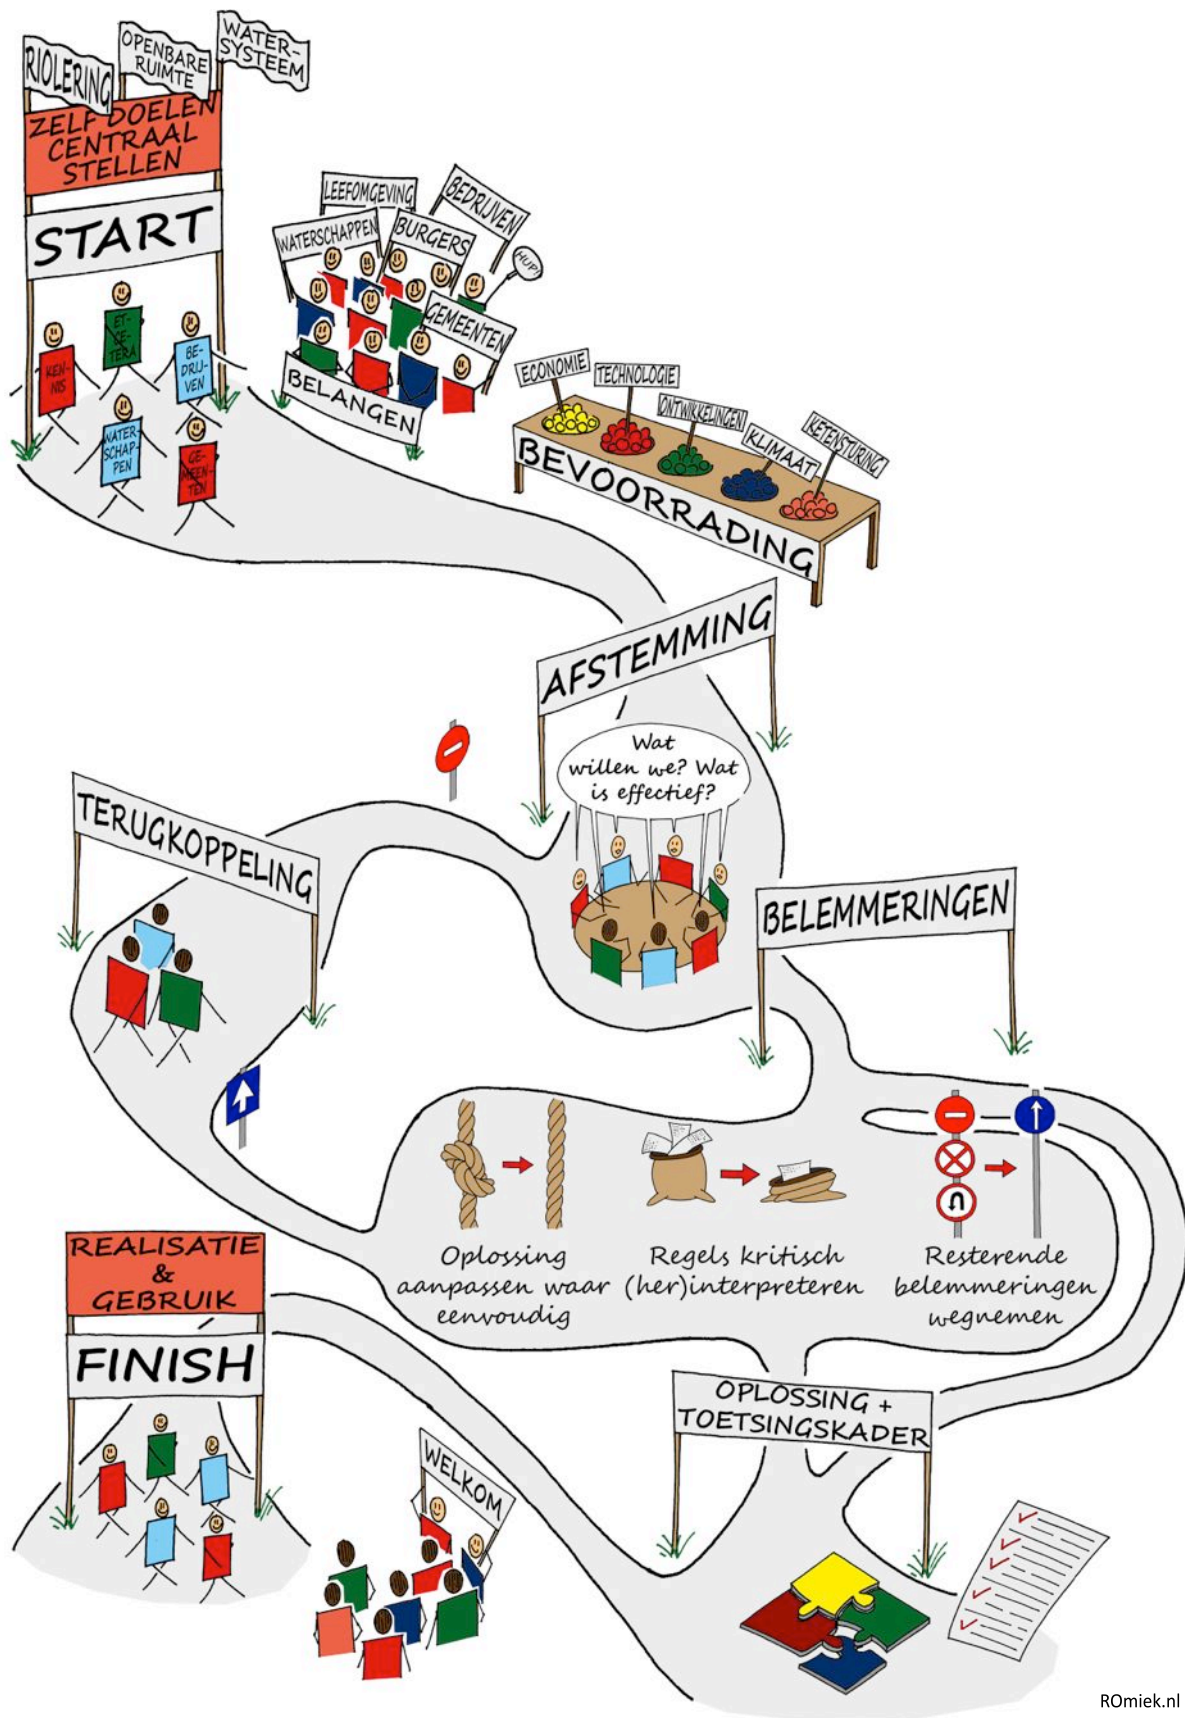 RIOLERING
OPENBARE
RUIMTE
WATER-
SYSTEEM
ZELF DOELEN
CENTRAAL
STELLEN
START
KEN-
NIS
ET-
CE-
TERA
BE-
DRIJ-
VEN
WATER-
SCHAP-
PEN
GE-
MEEN-
TEN
LEEFOMGEVING
BEDRIJVEN
WATERSCHAPPEN
BURGERS
HUP!
GEMEENTEN
BELANGEN
ECONOMIE
TECHNOLOGIE
ONTWIKKELINGEN
KLIMAAT
KETENSTURING
BEVOORRADING
AFSTEMMING
Wat
willen we? Wat
is effectief?
TERUGKOPPELING
BELEMMERINGEN
Oplossing
aanpassen waar
eenvoudig
Regels kritisch
(her)interpreteren
Resterende
belemmeringen
wegnemen
REALISATIE
&
GEBRUIK
FINISH
OPLOSSING +
TOETSINGSKADER
WELKOM
ROmiek.nl